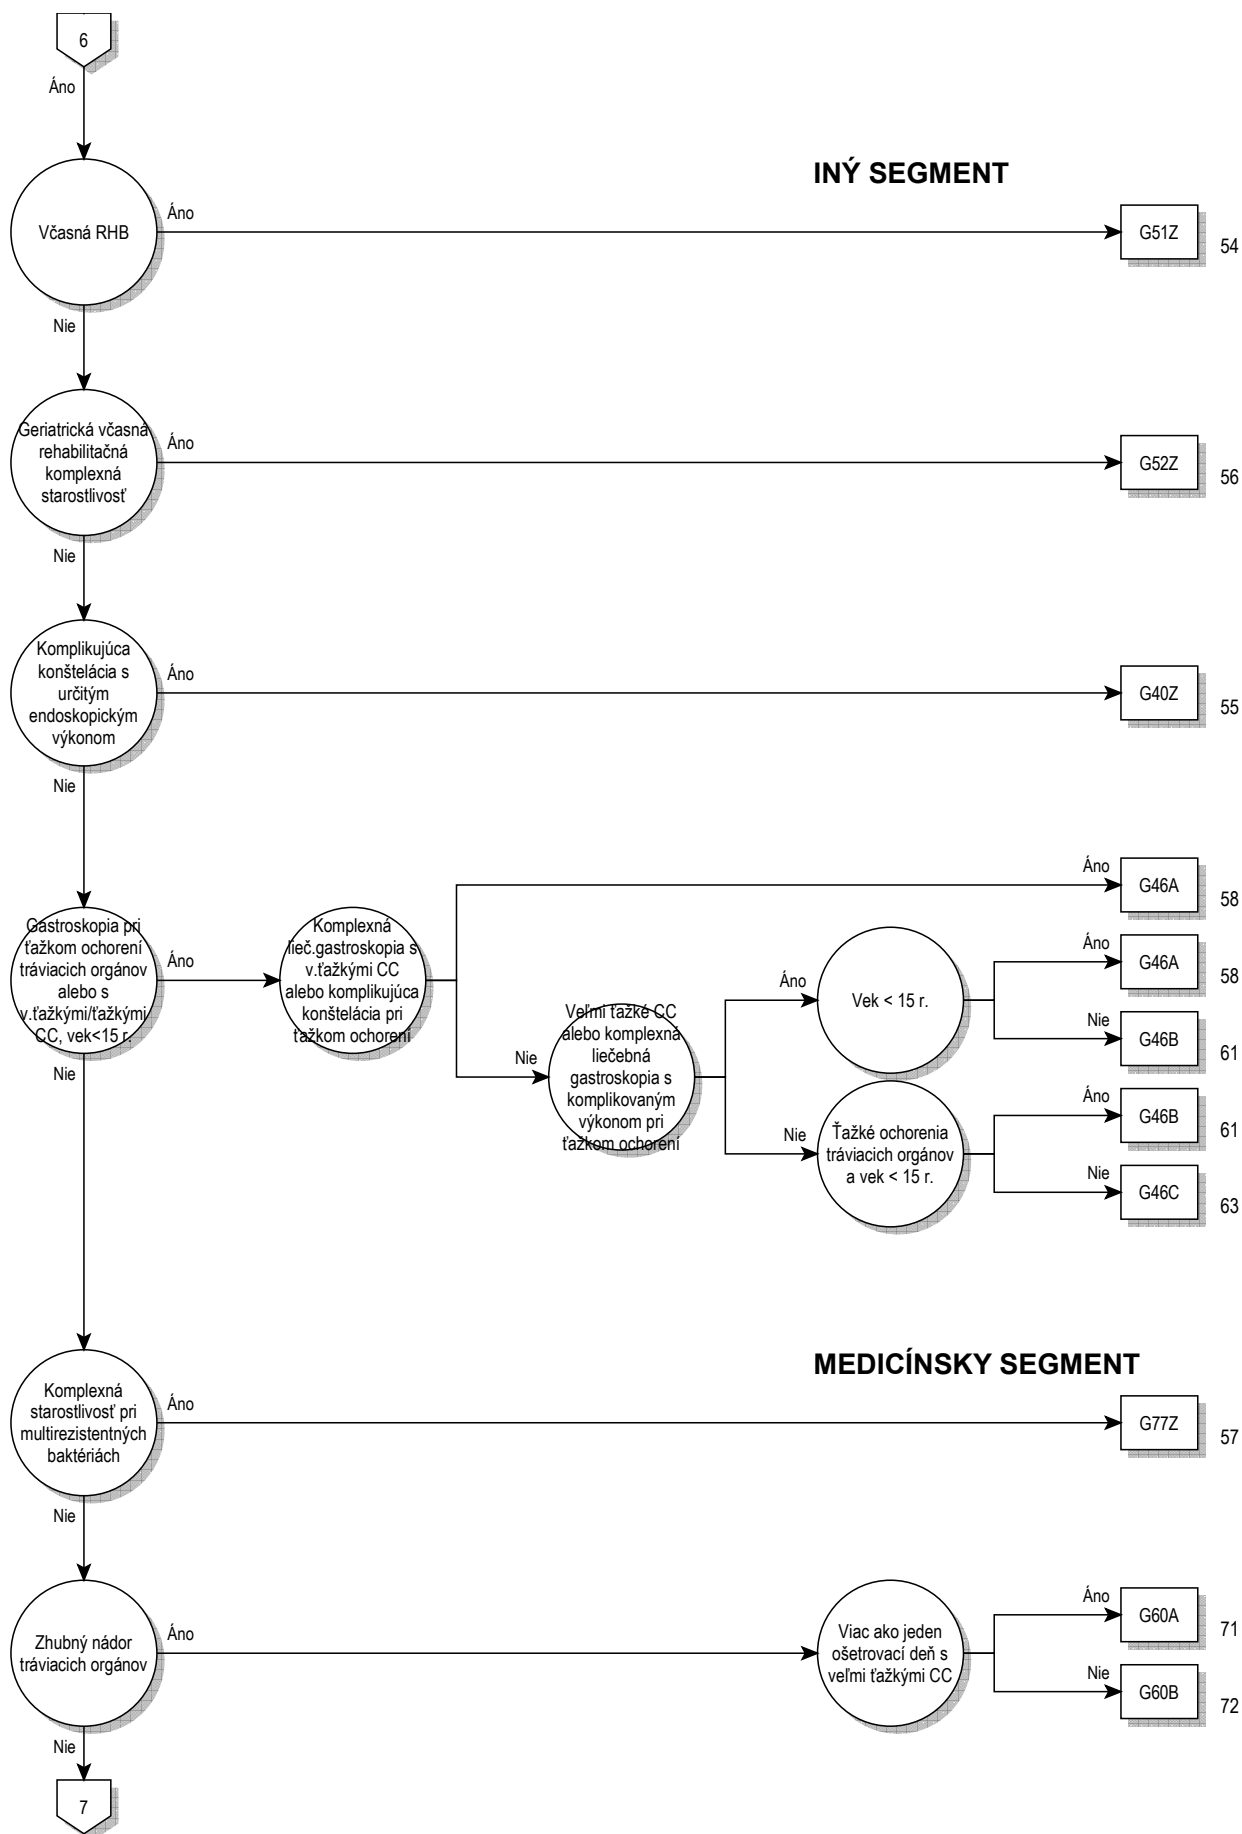 6
Áno
INÝ SEGMENT
Včasná RHB
Áno
G51Z
54
Nie
Geriatrická včasná
rehabilitačná
komplexná
starostlivosť
Áno
G52Z
56
Nie
Komplikujúca
konštelácia s
určitým
endoskopickým
výkonom
Áno
G40Z
55
Nie
Gastroskopia pri
ťažkom ochorení
tráviacich orgánov
alebo s
v.ťažkými/ťažkými
CC, vek<15 r.
Áno
Komplexná
lieč.gastroskopia s
v.ťažkými CC
alebo komplikujúca
konštelácia pri
ťažkom ochorení
Áno
G46A
58
Nie
Veľmi ťažké CC
alebo komplexná
liečebná
gastroskopia s
komplikovaným
výkonom pri
ťažkom ochorení
Áno
Vek < 15 r.
Áno
G46A
58
Nie
G46B
61
Nie
Ťažké ochorenia
tráviacich orgánov
a vek < 15 r.
Áno
G46B
61
Nie
G46C
63
Nie
MEDICÍNSKY SEGMENT
Komplexná
starostlivosť pri
multirezistentných
baktériách
Áno
G77Z
57
Nie
Zhubný nádor
tráviacich orgánov
Áno
Viac ako jeden
ošetrovací deň s
veľmi ťažkými CC
Áno
G60A
71
Nie
G60B
72
Nie
7